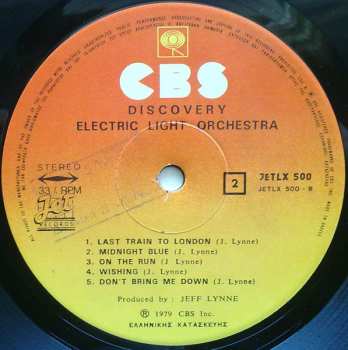 CBS
DISCOVERY
ELECTRIC LIGHT ORCHESTRA
STEREO
33 RPM
Jet
RECORDS
2
JETLX 500
JETLX 500 - B
1. LAST TRAIN TO LONDON (J. Lynne)
2. MIDNIGHT BLUE (J. Lynne)
3. ON THE RUN (J. Lynne)
4. WISHING (J. Lynne)
5. DON'T BRING ME DOWN (J. Lynne)
Produced by : JEFF LYNNE
℗ 1979 CBS Inc.
ΕΛΛΗΝΙΚΗΣ ΚΑΤΑΣΚΕΥΗΣ